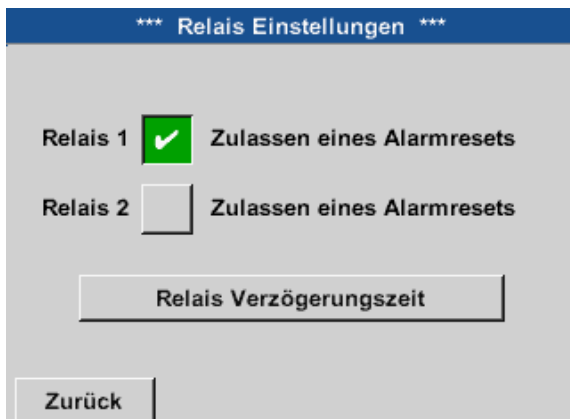 *** Relais Einstellungen ***
Relais 1 ✔ Zulassen eines Alarmresets
Relais 2 Zulassen eines Alarmresets
Relais Verzögerungszeit
Zurück